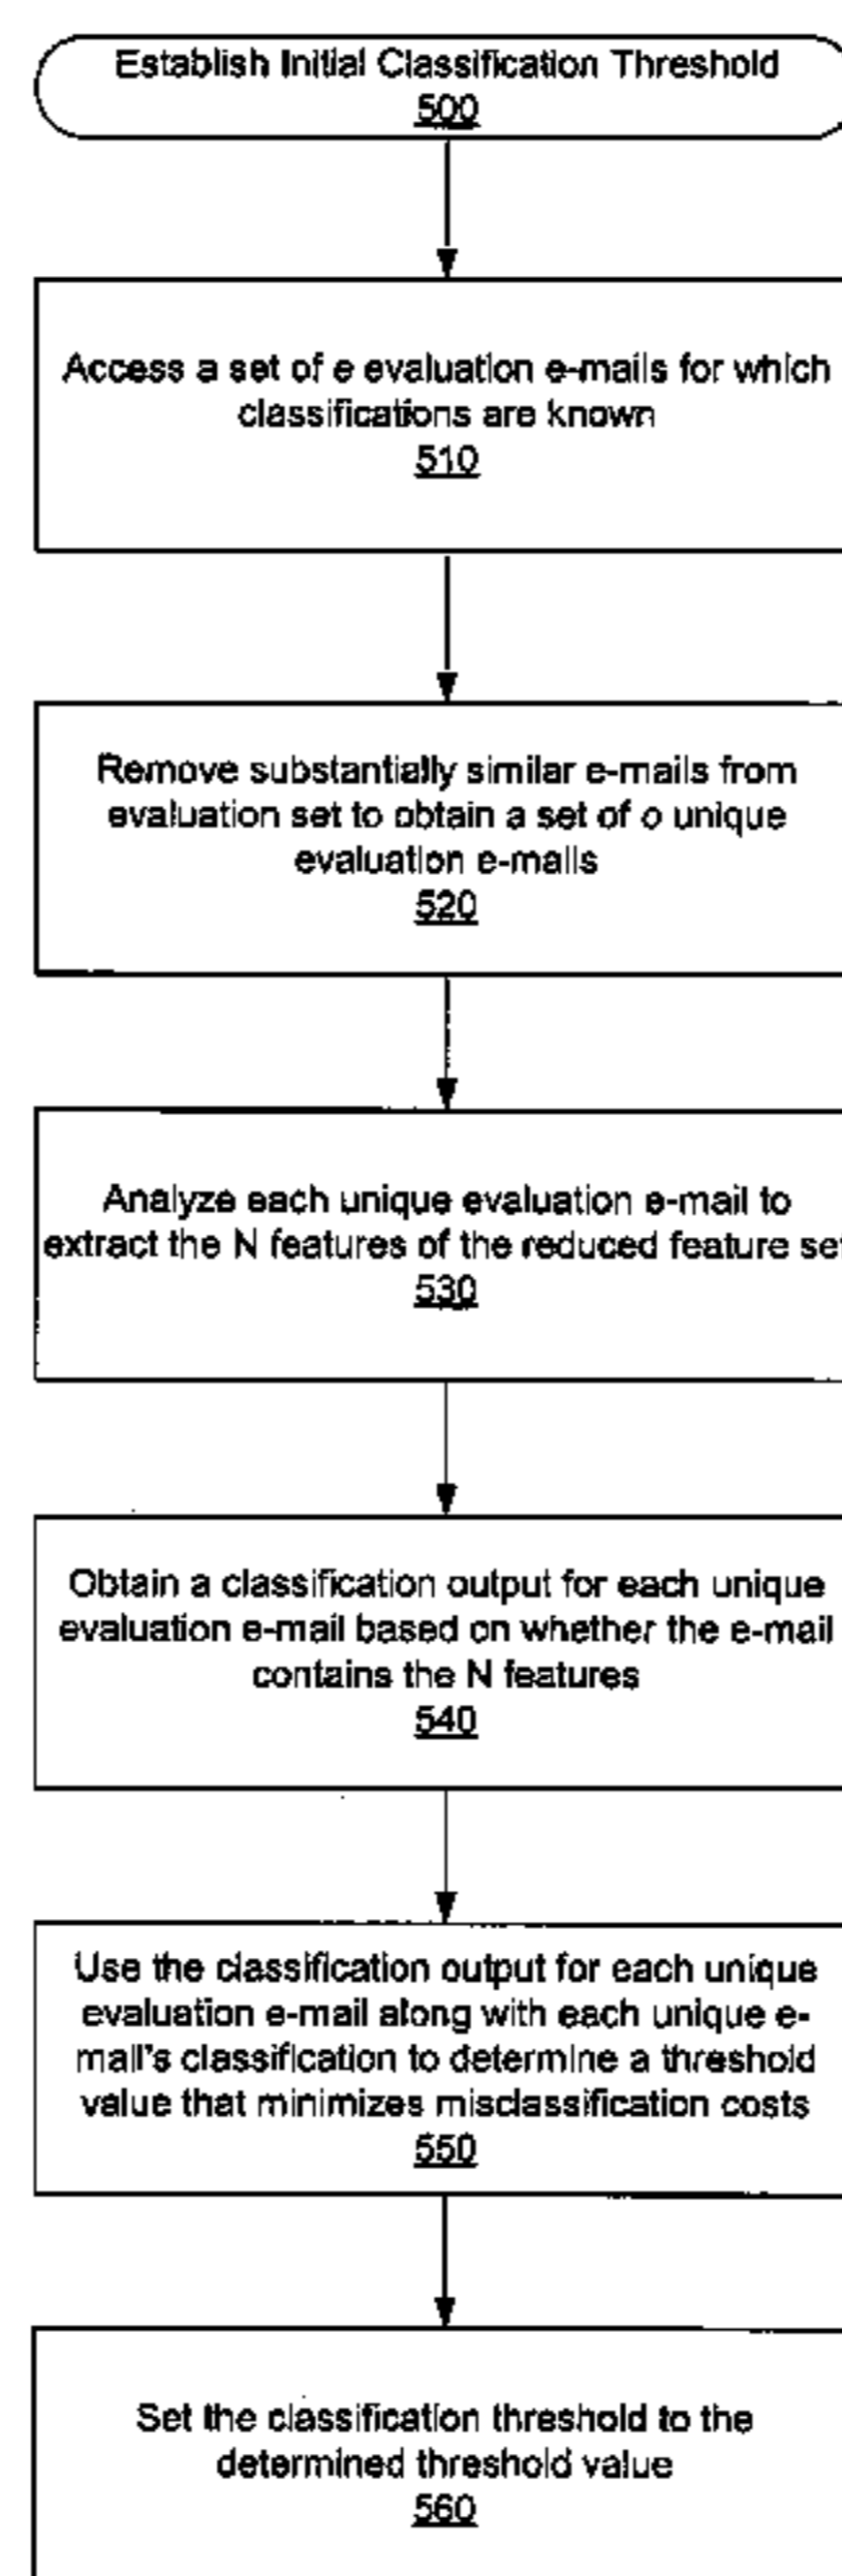 Establish Initial Classification Threshold
500
Access a set of e evaluation e-mails for which
classifications are known
510
Remove substantially similar e-mails from
evaluation set to obtain a set of o unique
evaluation e-mails
520
Analyze each unique evaluation e-mail to
extract the N features of the reduced feature set
530
Obtain a classification output for each unique
evaluation e-mail based on whether the e-mail
contains the N features
540
Use the classification output for each unique
evaluation e-mail along with each unique e-
mail's classification to determine a threshold
value that minimizes misclassification costs
550
Set the classification threshold to the
determined threshold value
560